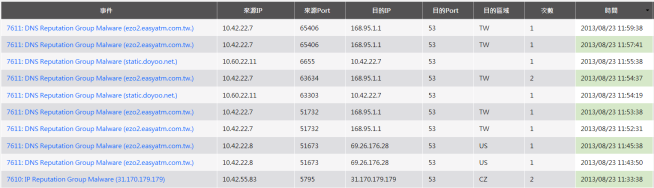 事件 來源IP 來源Port 目的IP 目的Port 目的區域 次數 時間
7611: DNS Reputation Group Malware (ezo2.easyatm.com.tw.) 10.42.22.7 65406 168.95.1.1 53 TW 1 2013/08/23 11:59:38
7611: DNS Reputation Group Malware (ezo2.easyatm.com.tw.) 10.42.22.7 65406 168.95.1.1 53 TW 1 2013/08/23 11:57:41
7611: DNS Reputation Group Malware (static.doyoo.net.) 10.60.22.11 6655 10.42.22.7 53 1 2013/08/23 11:55:38
7611: DNS Reputation Group Malware (ezo2.easyatm.com.tw.) 10.42.22.7 63634 168.95.1.1 53 TW 2 2013/08/23 11:54:37
7611: DNS Reputation Group Malware (static.doyoo.net.) 10.60.22.11 63303 10.42.22.7 53 1 2013/08/23 11:54:19
7611: DNS Reputation Group Malware (ezo2.easyatm.com.tw.) 10.42.22.7 51732 168.95.1.1 53 TW 1 2013/08/23 11:53:38
7611: DNS Reputation Group Malware (ezo2.easyatm.com.tw.) 10.42.22.7 51732 168.95.1.1 53 TW 1 2013/08/23 11:52:31
7611: DNS Reputation Group Malware (ezo2.easyatm.com.tw.) 10.42.22.8 51673 69.26.176.28 53 US 1 2013/08/23 11:45:38
7611: DNS Reputation Group Malware (ezo2.easyatm.com.tw.) 10.42.22.8 51673 69.26.176.28 53 US 1 2013/08/23 11:43:50
7610: IP Reputation Group Malware (31.170.179.179) 10.42.55.83 5795 31.170.179.179 53 CZ 2 2013/08/23 11:33:38